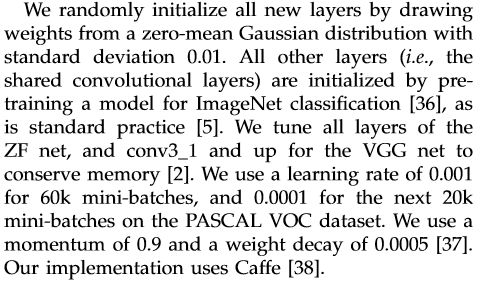 We randomly initialize all new layers by drawing
weights from a zero-mean Gaussian distribution with
standard deviation 0.01. All other layers (i.e., the
shared convolutional layers) are initialized by pre-
training a model for ImageNet classification [36], as
is standard practice [5]. We tune all layers of the
ZF net, and conv3_1 and up for the VGG net to
conserve memory [2]. We use a learning rate of 0.001
for 60k mini-batches, and 0.0001 for the next 20k
mini-batches on the PASCAL VOC dataset. We use a
momentum of 0.9 and a weight decay of 0.0005 [37].
Our implementation uses Caffe [38].